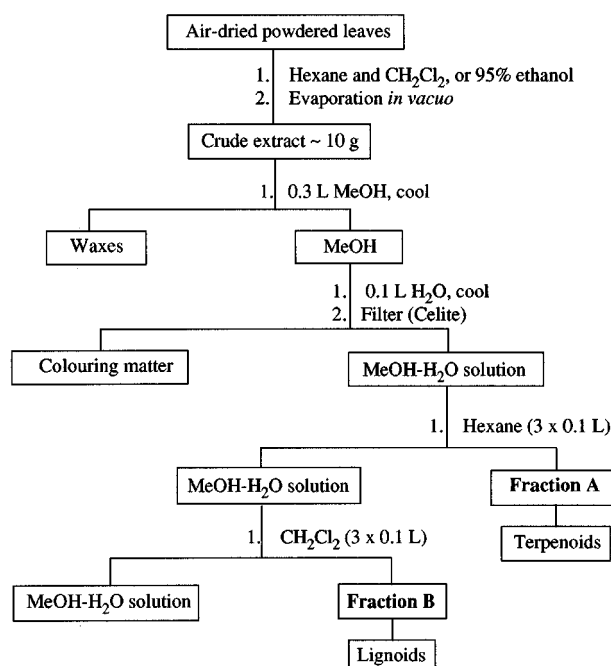 Air-dried powdered leaves
1. Hexane and CH₂Cl₂, or 95% ethanol
2. Evaporation in vacuo
Crude extract ~ 10 g
1. 0.3 L MeOH, cool
Waxes
MeOH
1. 0.1 L H₂O, cool
2. Filter (Celite)
Colouring matter
MeOH-H₂O solution
1. Hexane (3 x 0.1 L)
MeOH-H₂O solution
Fraction A
1. CH₂Cl₂ (3 x 0.1 L)
Terpenoids
MeOH-H₂O solution
Fraction B
Lignoids